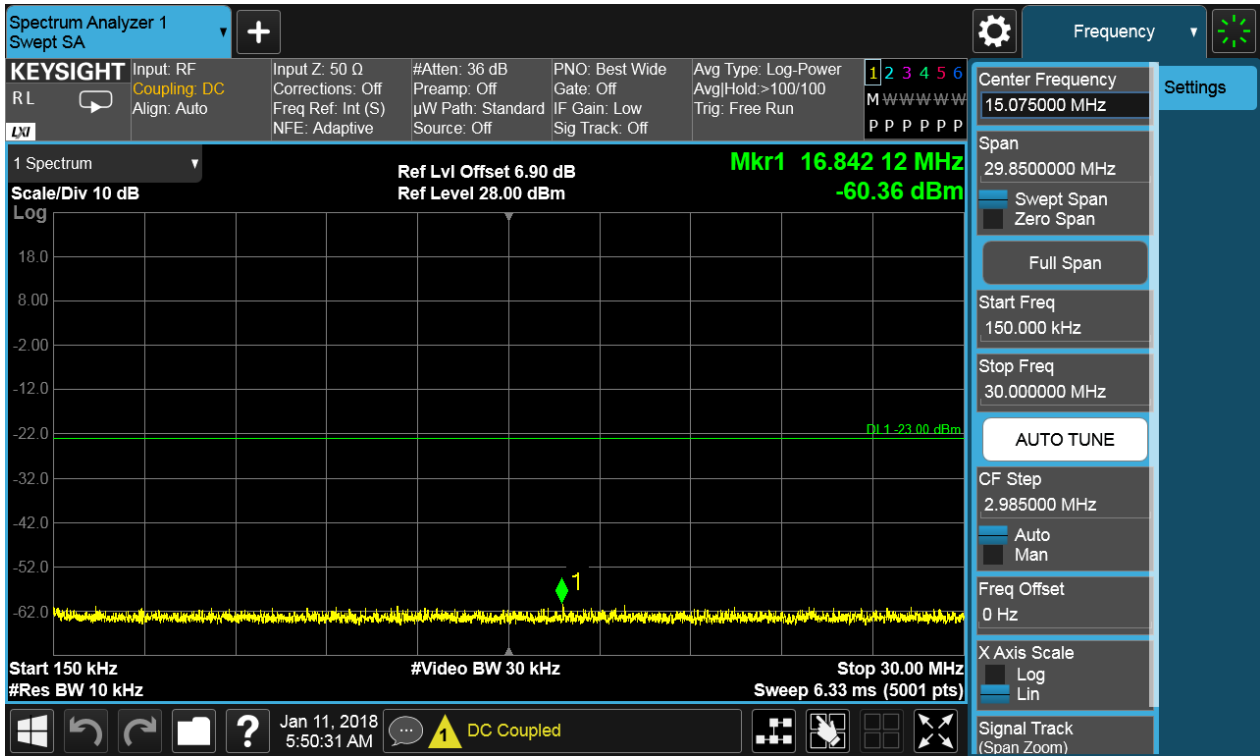 Spectrum Analyzer 1
Swept SA
Frequency
KEYSIGHT
RL
LXI
Input: RF
Coupling: DC
Align: Auto
Input Z: 50 Ω
Corrections: Off
Freq Ref: Int (S)
NFE: Adaptive
#Atten: 36 dB
Preamp: Off
µW Path: Standard
Source: Off
PNO: Best Wide
Gate: Off
IF Gain: Low
Sig Track: Off
Avg Type: Log-Power
Avg|Hold:>100/100
Trig: Free Run
1 2 3 4 5 6
M W W W W W
P P P P P P
1 Spectrum
Scale/Div 10 dB
Log
Ref Lvl Offset 6.90 dB
Ref Level 28.00 dBm
Mkr1 16.842 12 MHz
-60.36 dBm
18.0
8.00
-2.00
-12.0
-22.0
-32.0
-42.0
-52.0
-62.0
DL1 -23.00 dBm
1
Start 150 kHz
#Res BW 10 kHz
#Video BW 30 kHz
Stop 30.00 MHz
Sweep 6.33 ms (5001 pts)
Center Frequency
15.075000 MHz
Span
29.8500000 MHz
Swept Span
Zero Span
Full Span
Start Freq
150.000 kHz
Stop Freq
30.000000 MHz
AUTO TUNE
CF Step
2.985000 MHz
Auto
Man
Freq Offset
0 Hz
X Axis Scale
Log
Lin
Signal Track
(Span Zoom)
Settings
?
Jan 11, 2018
5:50:31 AM
1
DC Coupled